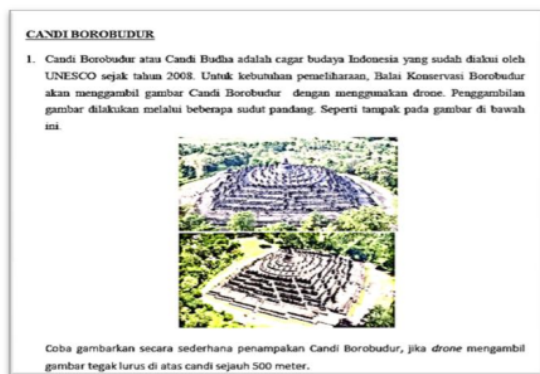 CANDI BOROBUDUR
1. Candi Borobudur atau Candi Budha adalah cagar budaya Indonesia yang sudah diakui oleh
UNESCO sejak tahun 2008. Untuk kebutuhan pemeliharaan, Balai Konservasi Borobudur
akan menggambil gambar Candi Borobudur dengan menggunakan drone. Penggambilan
gambar dilakukan melalui beberapa sudut pandang. Seperti tampak pada gambar di bawah
ini.
Coba gambarkan secara sederhana penampakan Candi Borobudur, jika drone mengambil
gambar tegak lurus di atas candi sejauh 500 meter.